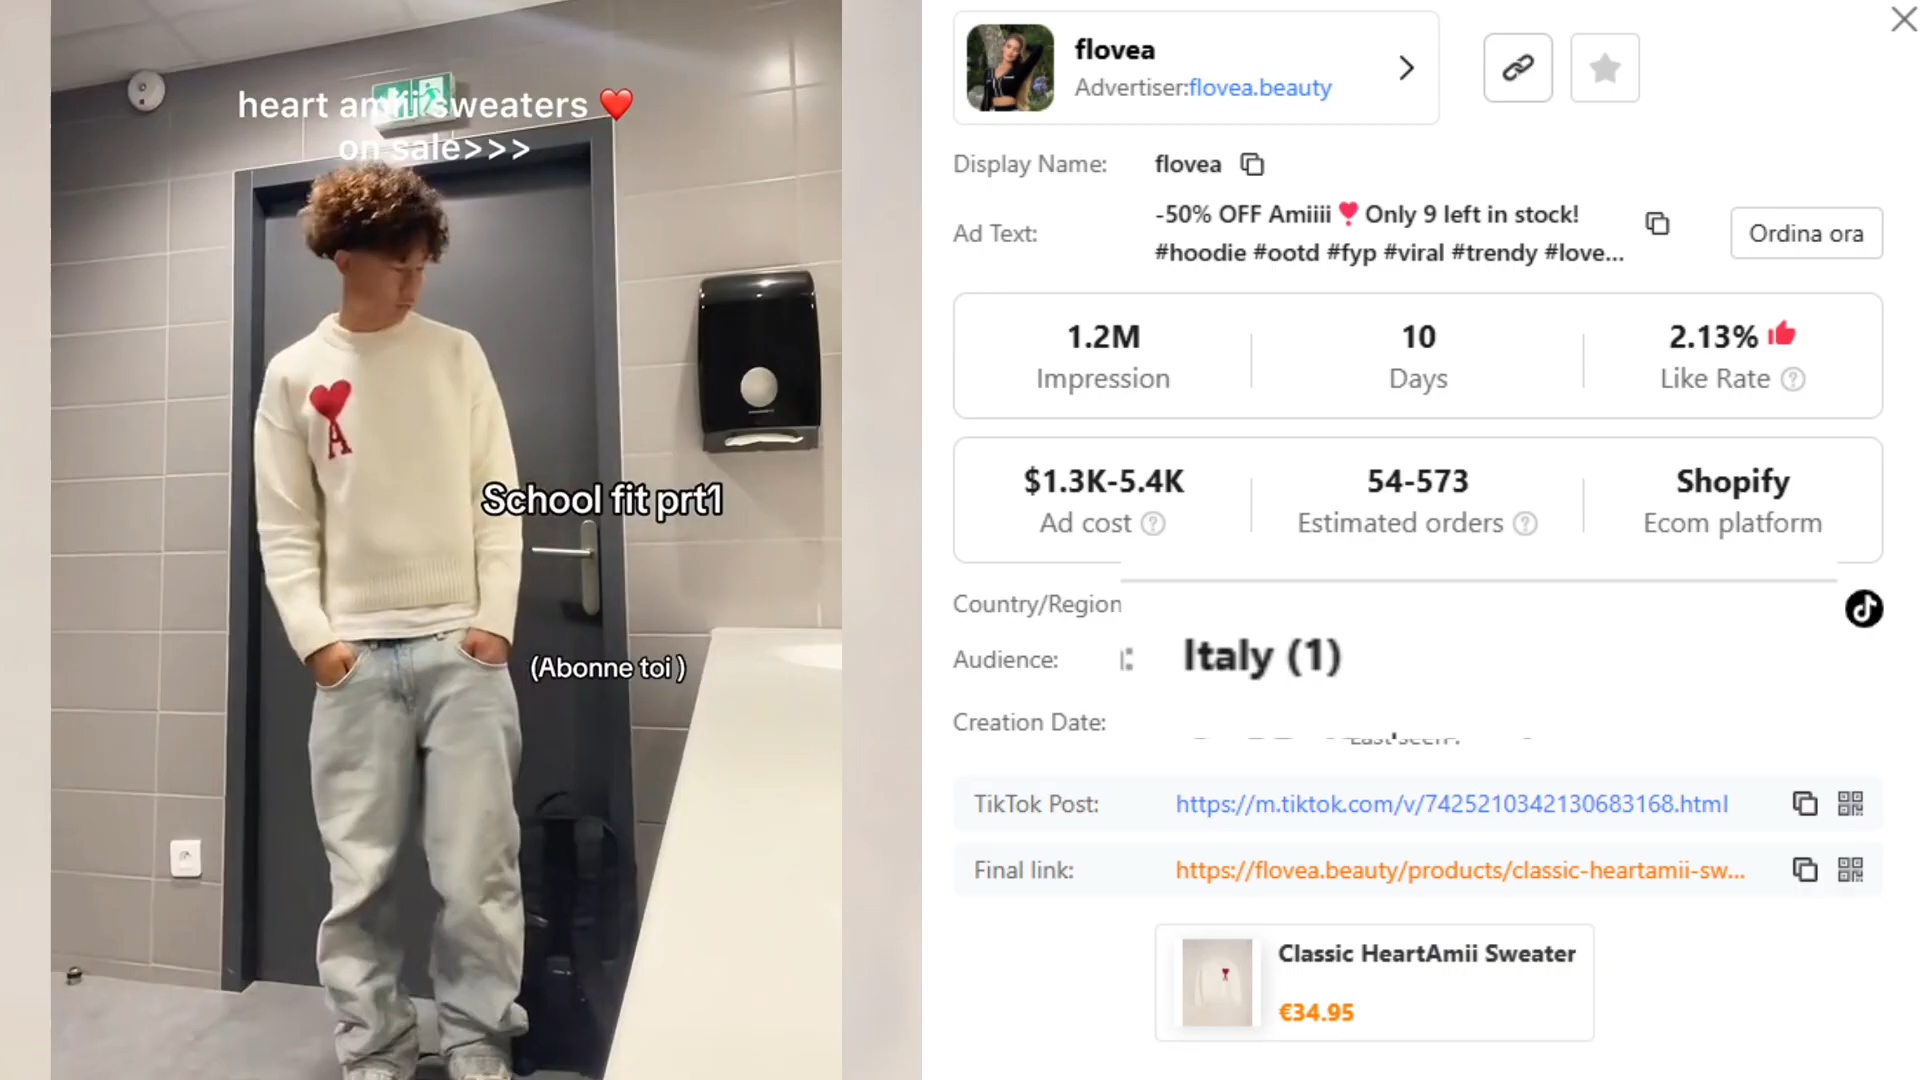 heart amiii sweaters ❤️
on sale>>>
A
School fit prt1
(Abonne toi )
flovea
Advertiser:flovea.beauty
Display Name: flovea
Ad Text: -50% OFF Amiiii ❣️ Only 9 left in stock!
#hoodie #ootd #fyp #viral #trendy #love...
Ordina ora
1.2M 10 2.13%
Impression Days Like Rate
$1.3K-5.4K 54-573 Shopify
Ad cost Estimated orders Ecom platform
Country/Region
Audience: Italy (1)
Creation Date:
TikTok Post: https://m.tiktok.com/v/7425210342130683168.html
Final link: https://flovea.beauty/products/classic-heartamii-sw...
Classic HeartAmii Sweater
€34.95